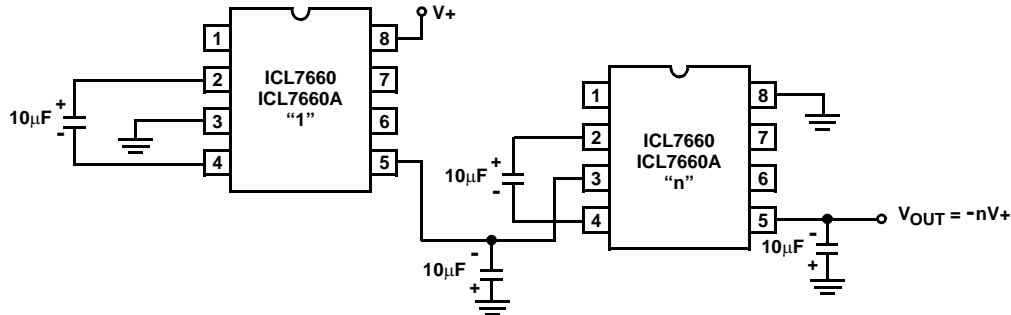 V+
1
2
3
4
8
7
6
5
ICL7660
ICL7660A
“1”
10µF
+
-
10µF
-
+
1
2
3
4
8
7
6
5
ICL7660
ICL7660A
“n”
10µF
+
-
10µF
-
+
VOUT = -nV+